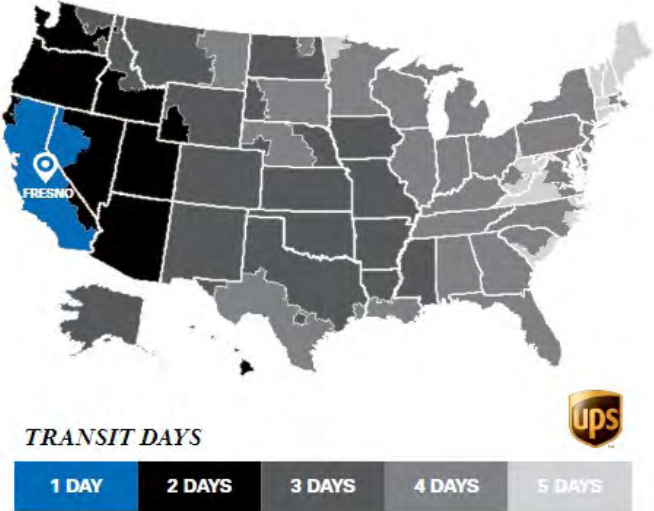 FRESNO
ups
TRANSIT DAYS
1 DAY
2 DAYS
3 DAYS
4 DAYS
5 DAYS